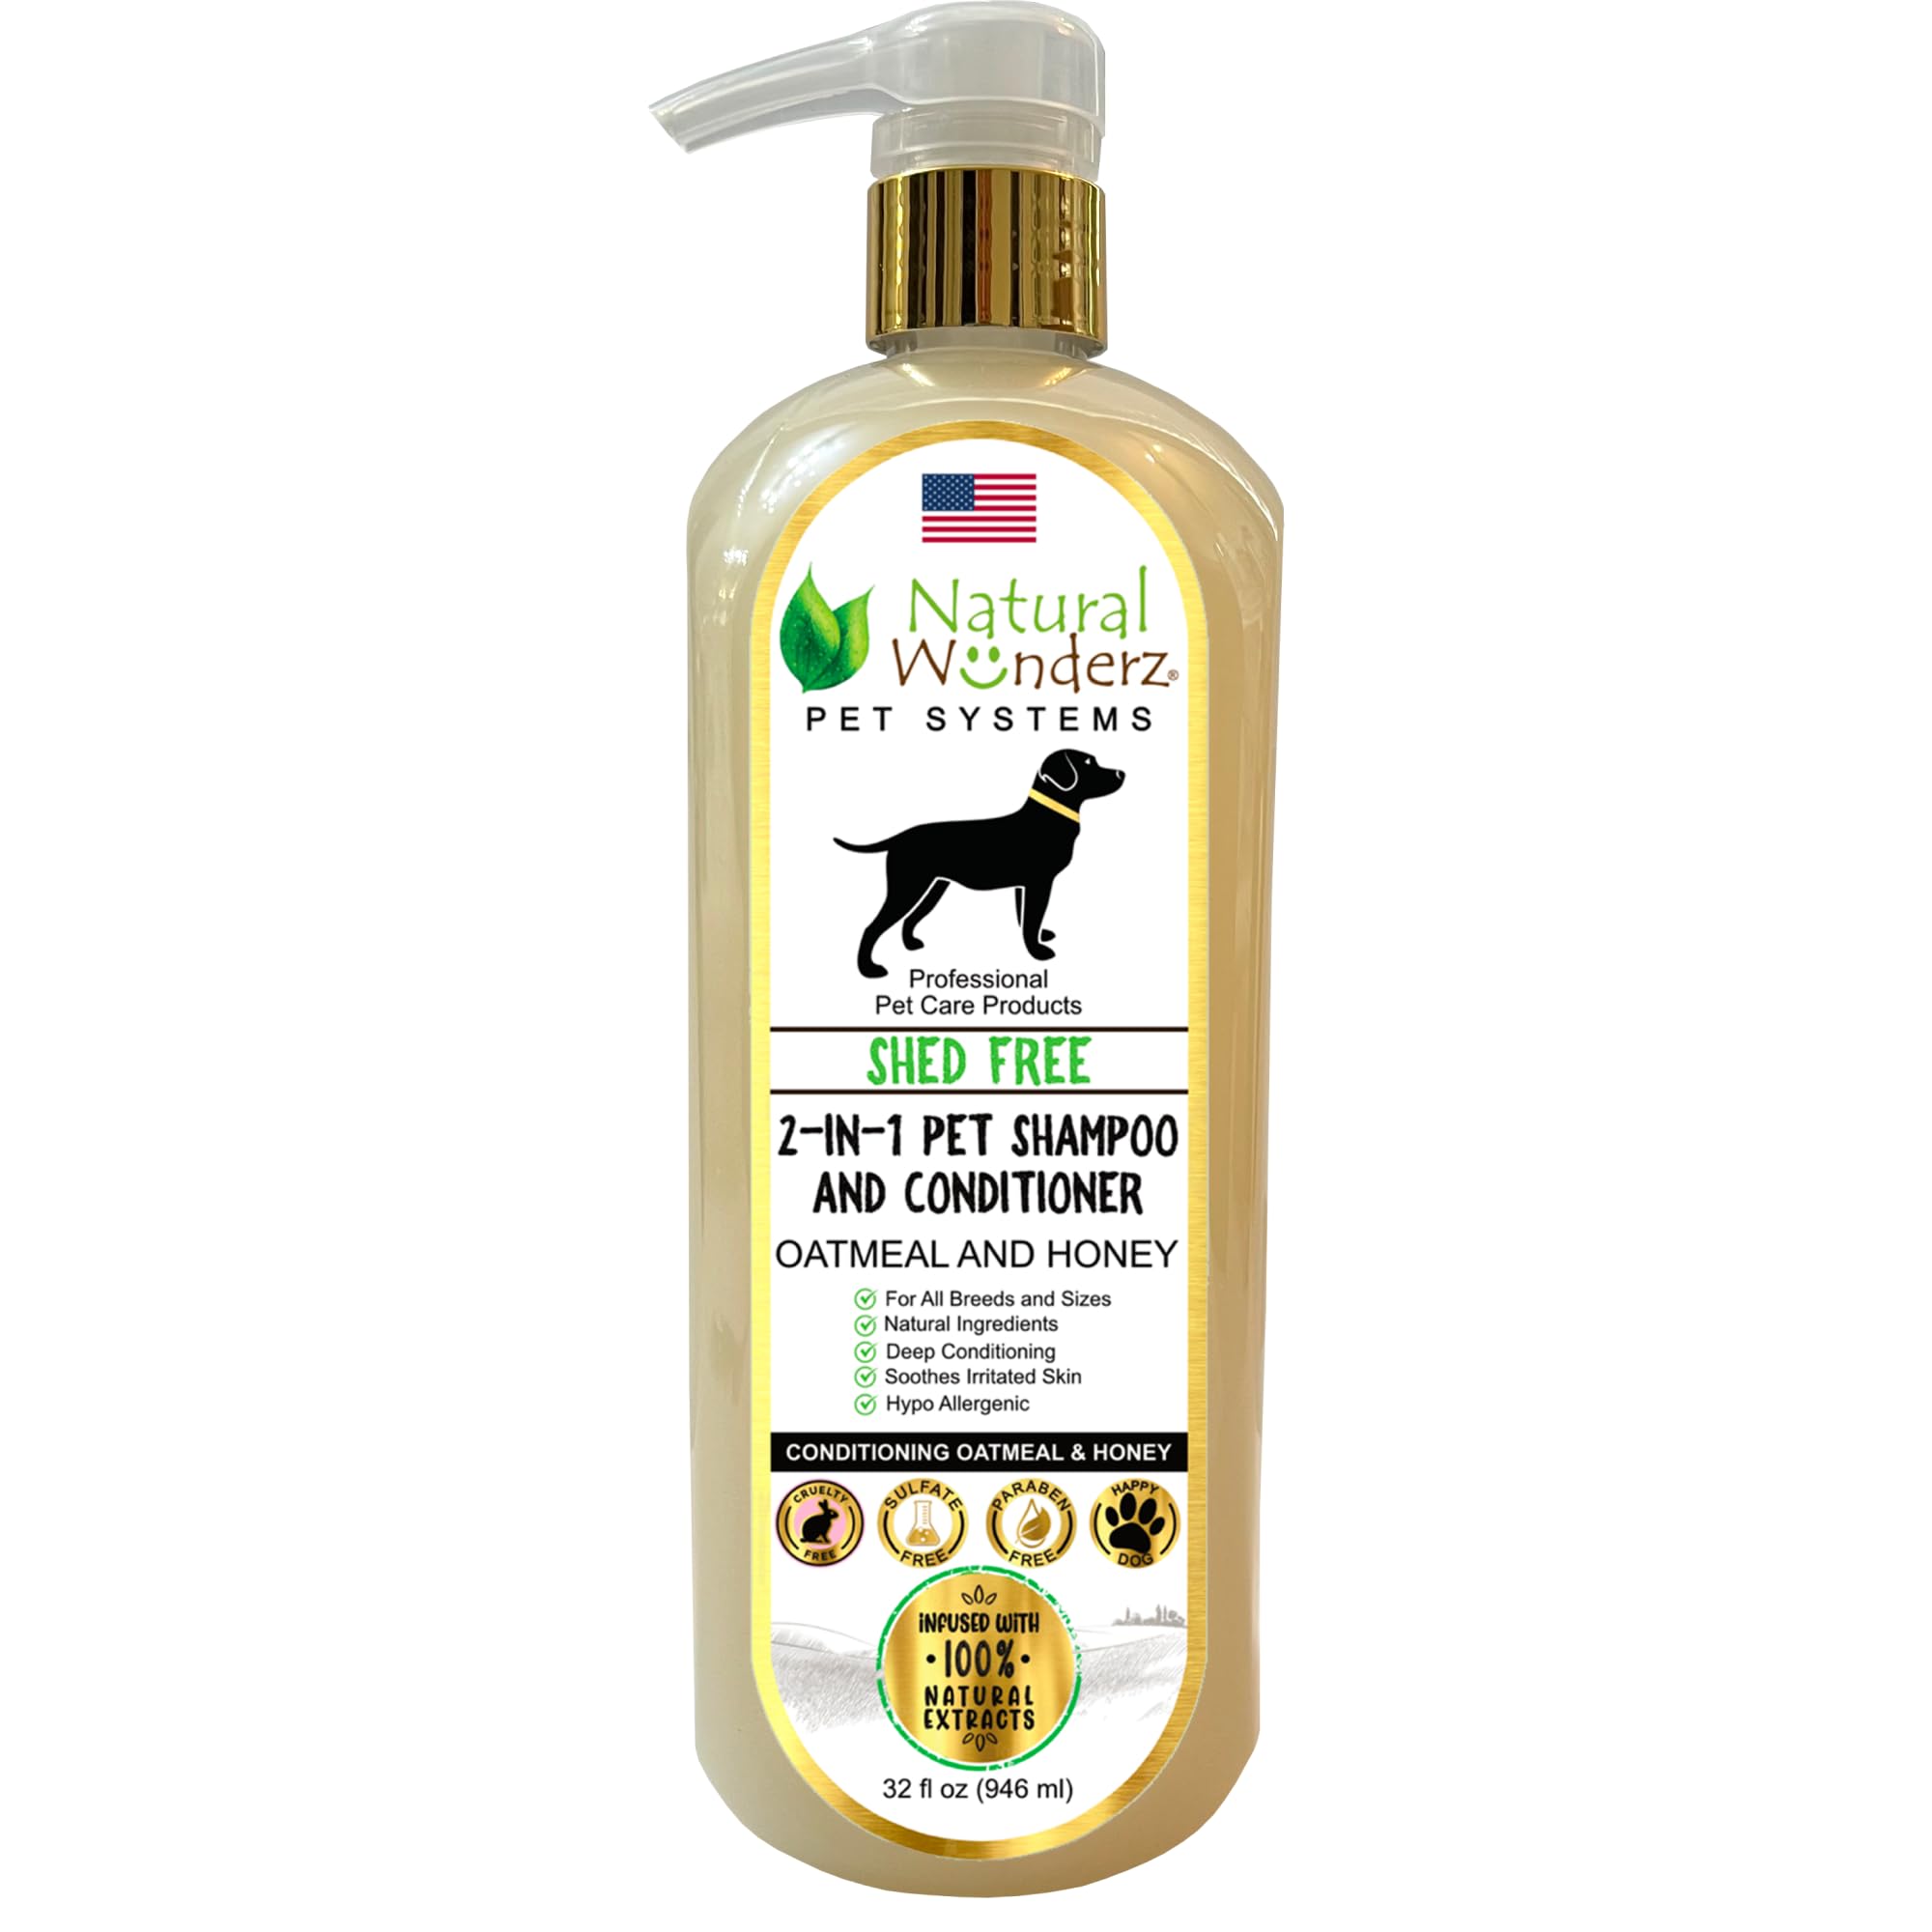 Natural
Wünderz®
PET SYSTEMS
Professional
Pet Care Products
SHED FREE
2-IN-1 PET SHAMPOO
AND CONDITIONER
OATMEAL AND HONEY
For All Breeds and Sizes
Natural Ingredients
Deep Conditioning
Soothes Irritated Skin
Hypo Allergenic
CONDITIONING OATMEAL & HONEY
CRUELTY
FREE
SULFATE
FREE
PARABEN
FREE
HAPPY
DOG
INFUSED WITH
• 100% •
NATURAL
EXTRACTS
32 fl oz (946 ml)